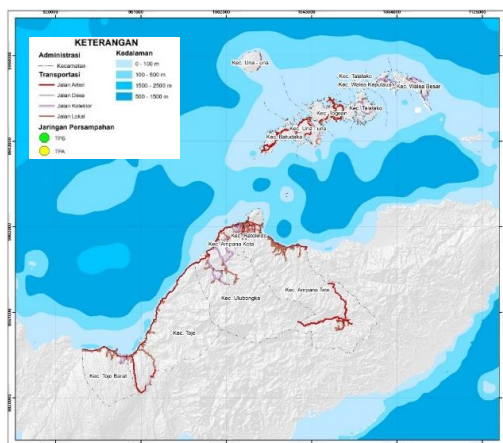 KETERANGAN
Administrasi
Kecamatan
Transportasi
Jalan Arteri
Jalan Desa
Jalan Kolektor
Jalan Lokal
Jaringan Persampahan
TPS
TPA
Kedalaman
0 - 100 m
100 - 500 m
1500 - 2500 m
500 - 1500 m
Kec. Una - una
Kec. Talatako
Kec. Walea Kepulauan
Kec. Walea Besar
Kec. Togean
Kec. Talatako
Kec. Una - una
Kec. Batudaka
Kec. Ratolindo
Kec. Ampana Kota
Kec. Ulubongka
Kec. Ampana Tete
Kec. Tojo
Kec. Tojo Barat